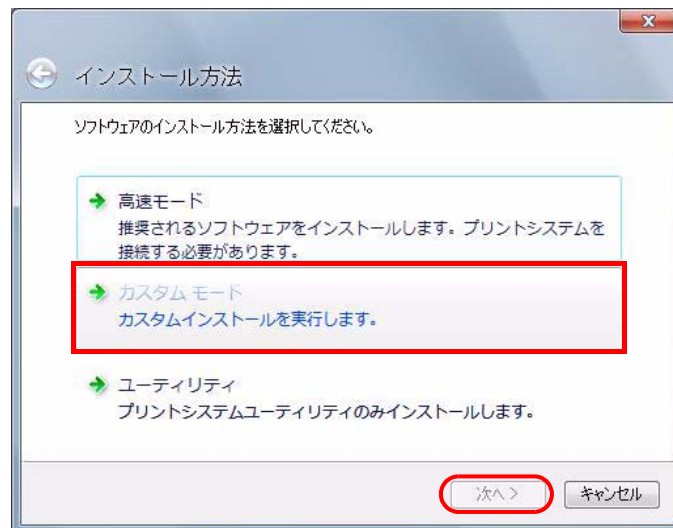 インストール方法
ソフトウェアのインストール方法を選択してください。
高速モード
推奨されるソフトウェアをインストールします。プリントシステムを
接続する必要があります。
カスタム モード
カスタムインストールを実行します。
ユーティリティ
プリントシステムユーティリティのみインストールします。
次へ >
キャンセル